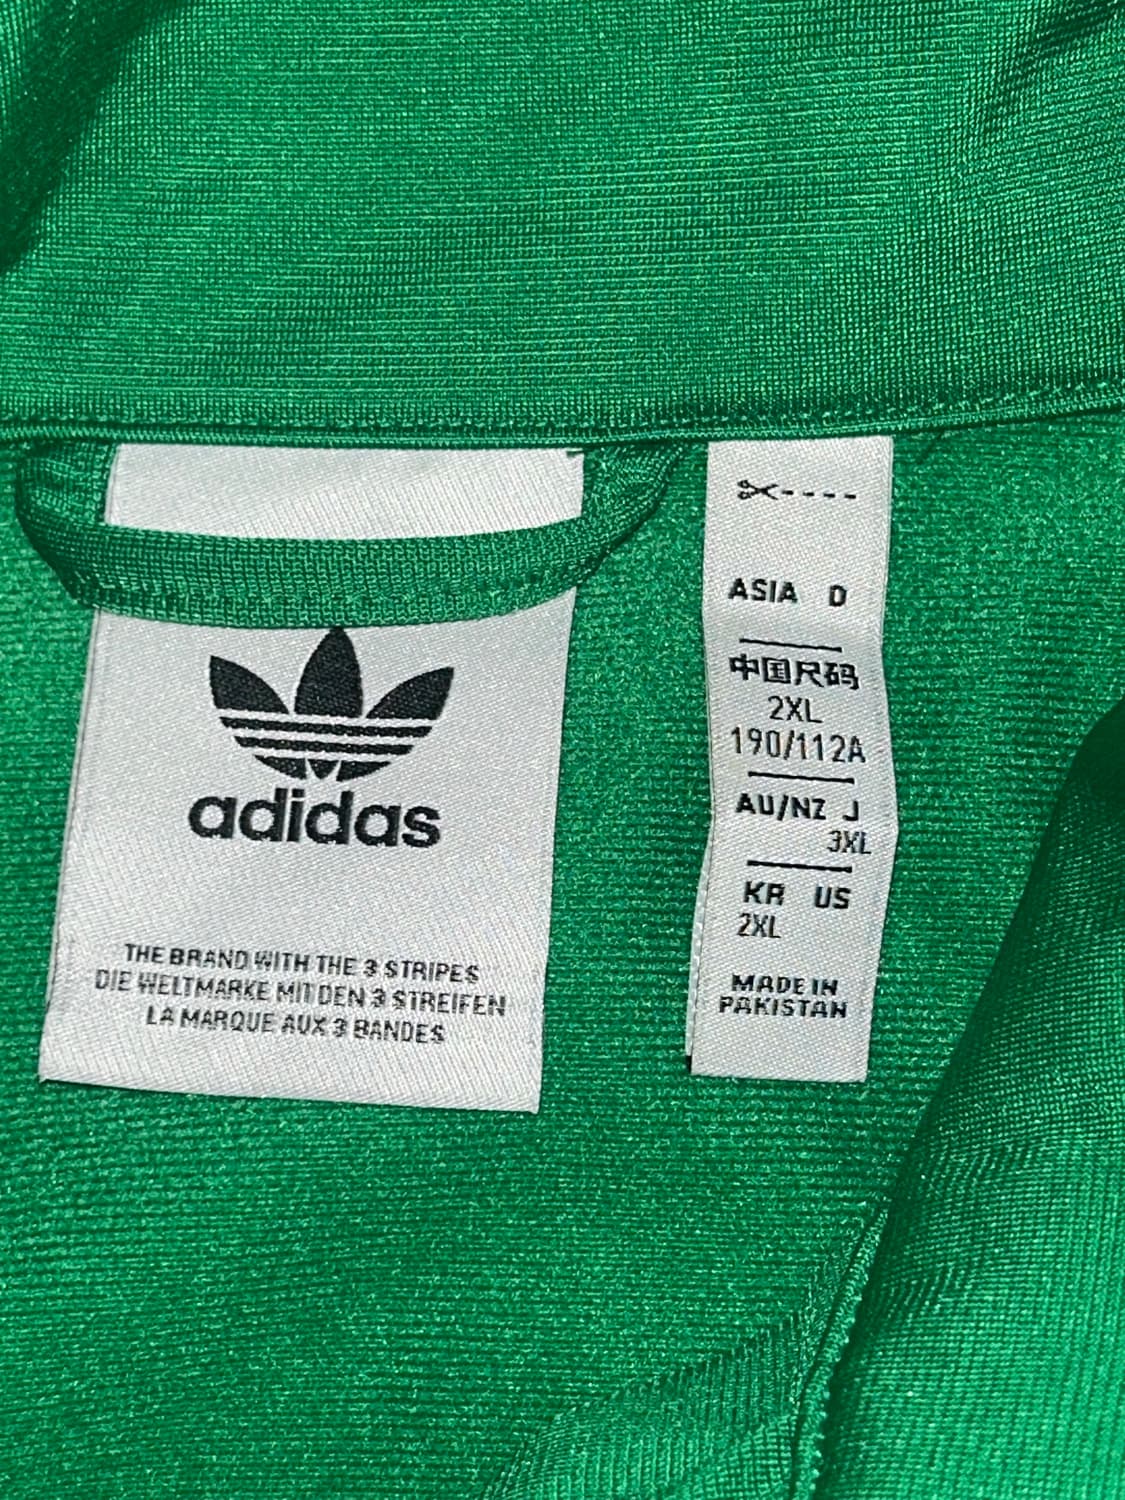 adidas
THE BRAND WITH THE 3 STRIPES
DIE WELTMARKE MIT DEN 3 STREIFEN
LA MARQUE AUX 3 BANDES
ASIA D
中国尺码
2XL
190/112A
AU/NZ J
3XL
KR US
2XL
MADE IN
PAKISTAN